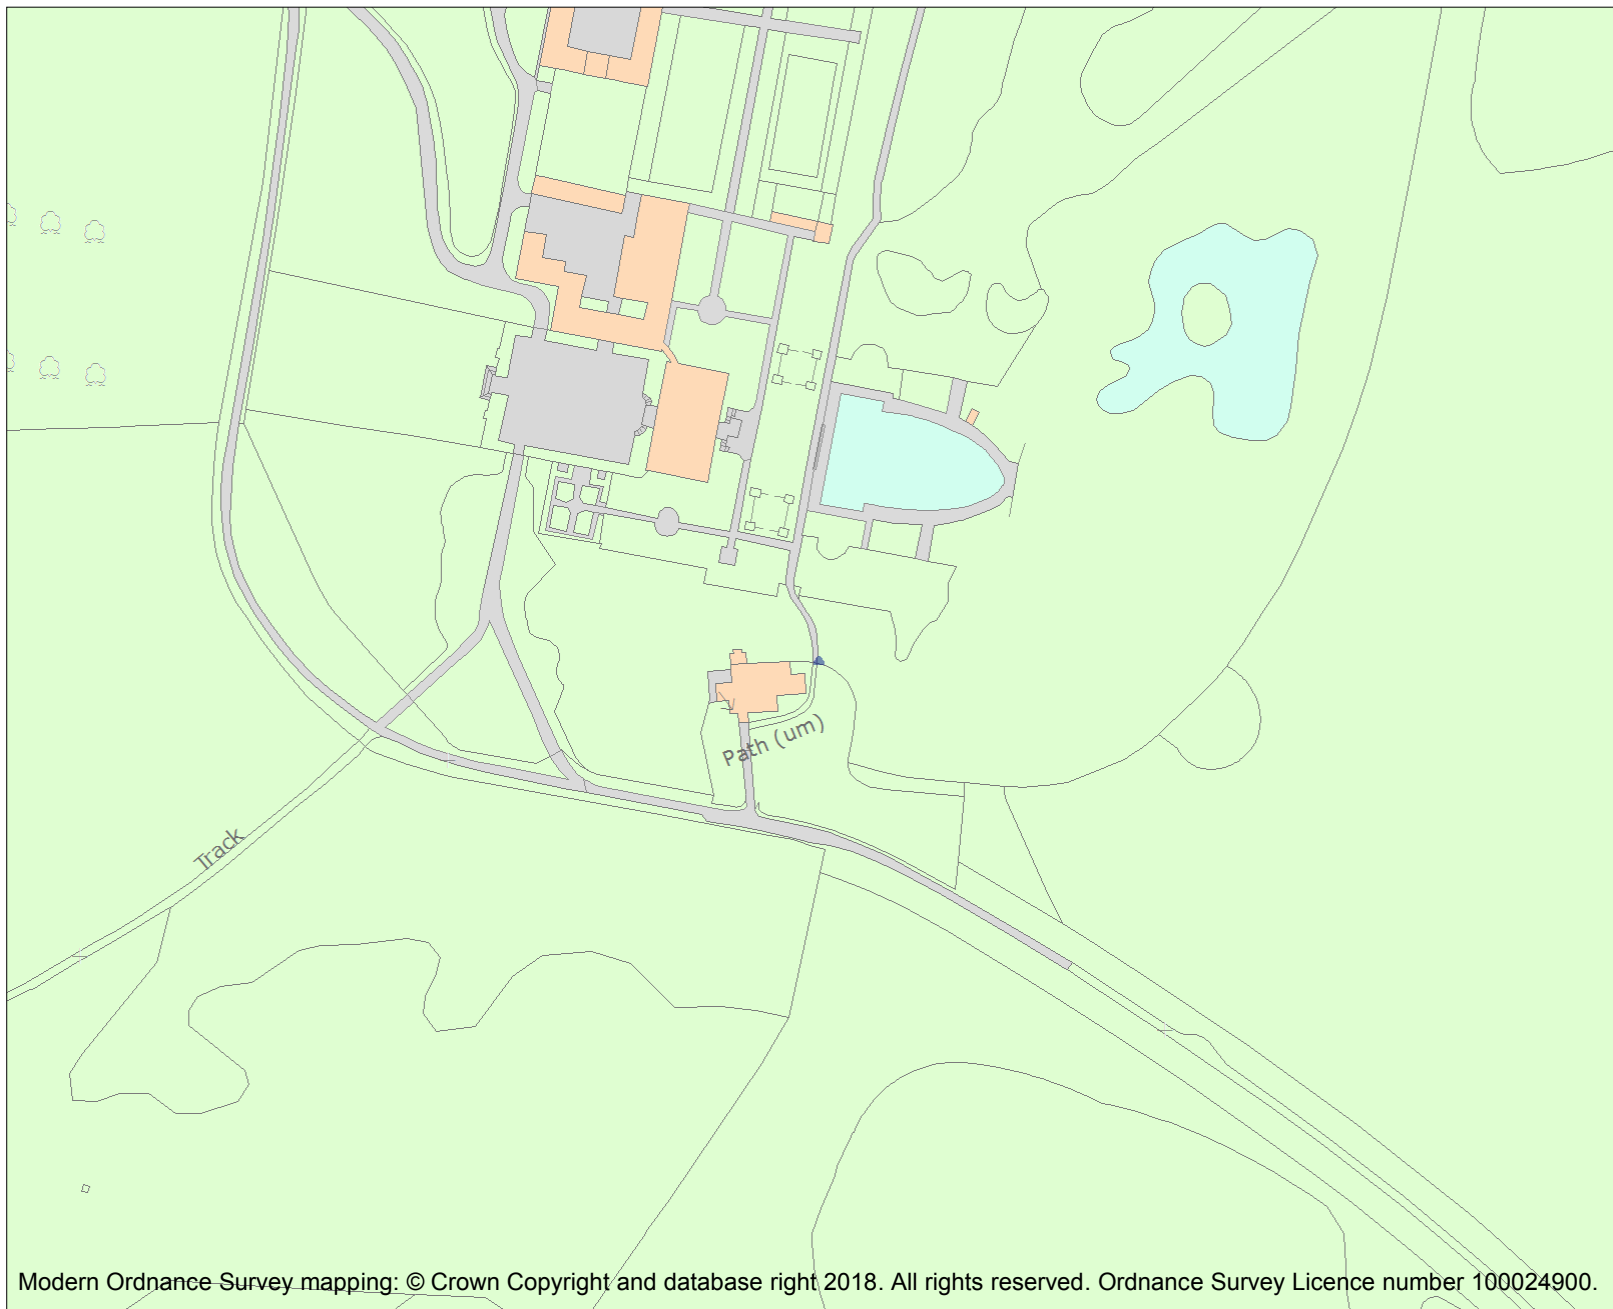 Path (um)
Track
Modern Ordnance Survey mapping: © Crown Copyright and database right 2018. All rights reserved. Ordnance Survey Licence number 100024900.